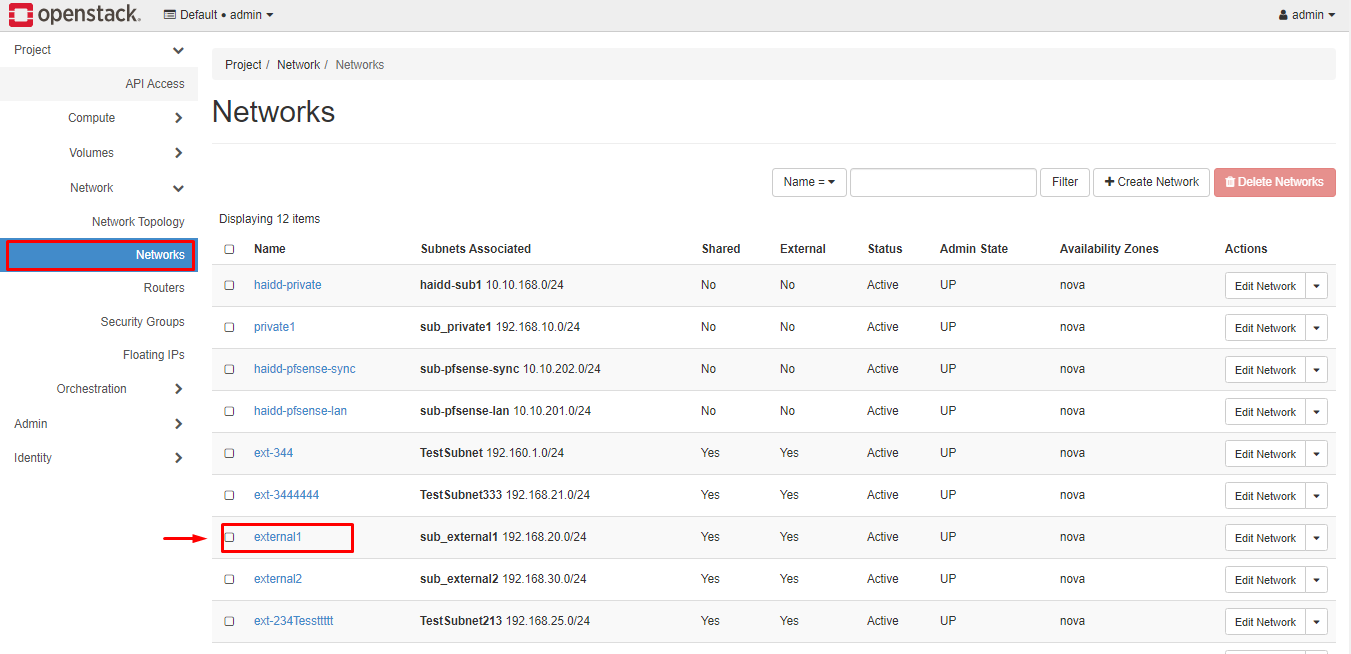 openstack. Default • admin admin
Project
API Access
Compute
Volumes
Network
Network Topology
Networks
Routers
Security Groups
Floating IPs
Orchestration
Admin
Identity
Project / Network / Networks
Networks
Name = Filter + Create Network Delete Networks
Displaying 12 items
Name Subnets Associated Shared External Status Admin State Availability Zones Actions
haidd-private haidd-sub1 10.10.168.0/24 No No Active UP nova Edit Network
private1 sub_private1 192.168.10.0/24 No No Active UP nova Edit Network
haidd-pfsense-sync sub-pfsense-sync 10.10.202.0/24 No No Active UP nova Edit Network
haidd-pfsense-lan sub-pfsense-lan 10.10.201.0/24 No No Active UP nova Edit Network
ext-344 TestSubnet 192.160.1.0/24 Yes Yes Active UP nova Edit Network
ext-3444444 TestSubnet333 192.168.21.0/24 Yes Yes Active UP nova Edit Network
external1 sub_external1 192.168.20.0/24 Yes Yes Active UP nova Edit Network
external2 sub_external2 192.168.30.0/24 Yes Yes Active UP nova Edit Network
ext-234Tessttttt TestSubnet213 192.168.25.0/24 Yes Yes Active UP nova Edit Network